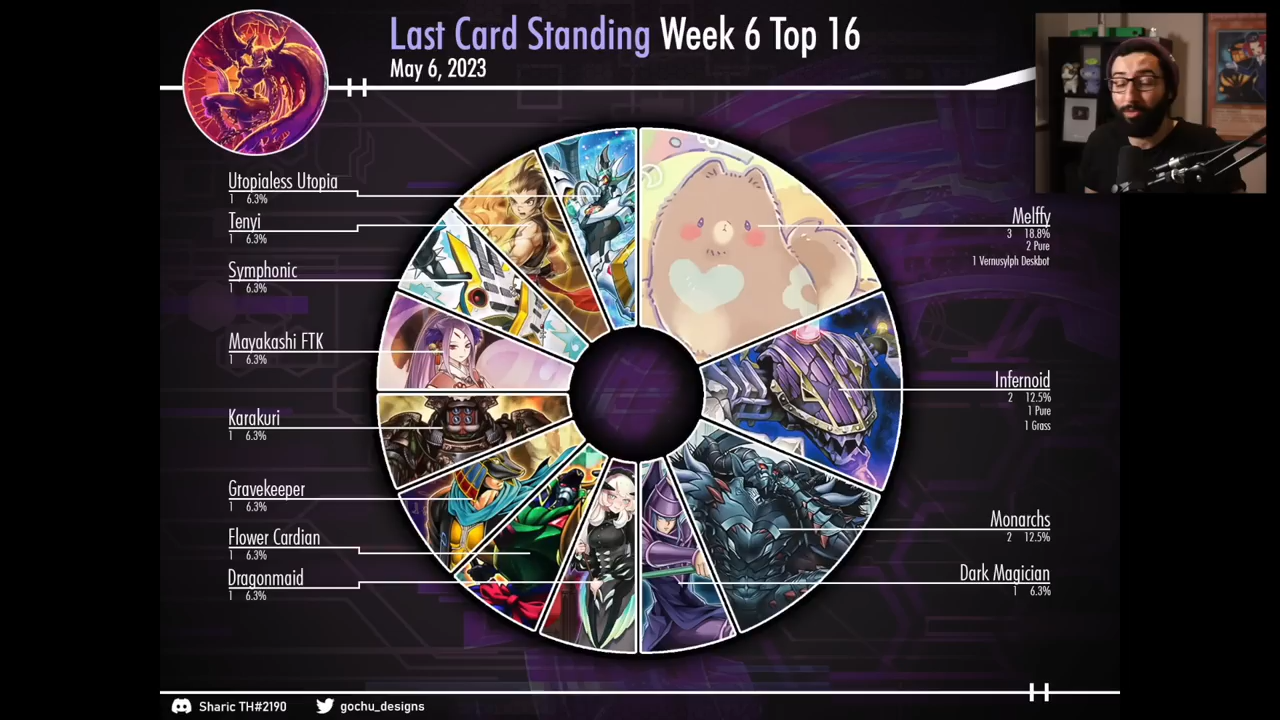 Last Card Standing Week 6 Top 16
May 6, 2023
Utopialess Utopia
1 6.3%
Tenyi
1 6.3%
Symphonic
1 6.3%
Mayakashi FTK
1 6.3%
Karakuri
1 6.3%
Gravekeeper
1 6.3%
Flower Cardian
1 6.3%
Dragonmaid
1 6.3%
Melffy
3 18.8%
2 Pure
1 Vernusylph Deskbot
Infernoid
2 12.5%
1 Pure
1 Grass
Monarchs
2 12.5%
Dark Magician
1 6.3%
Sharic TH#2190
gochu_designs